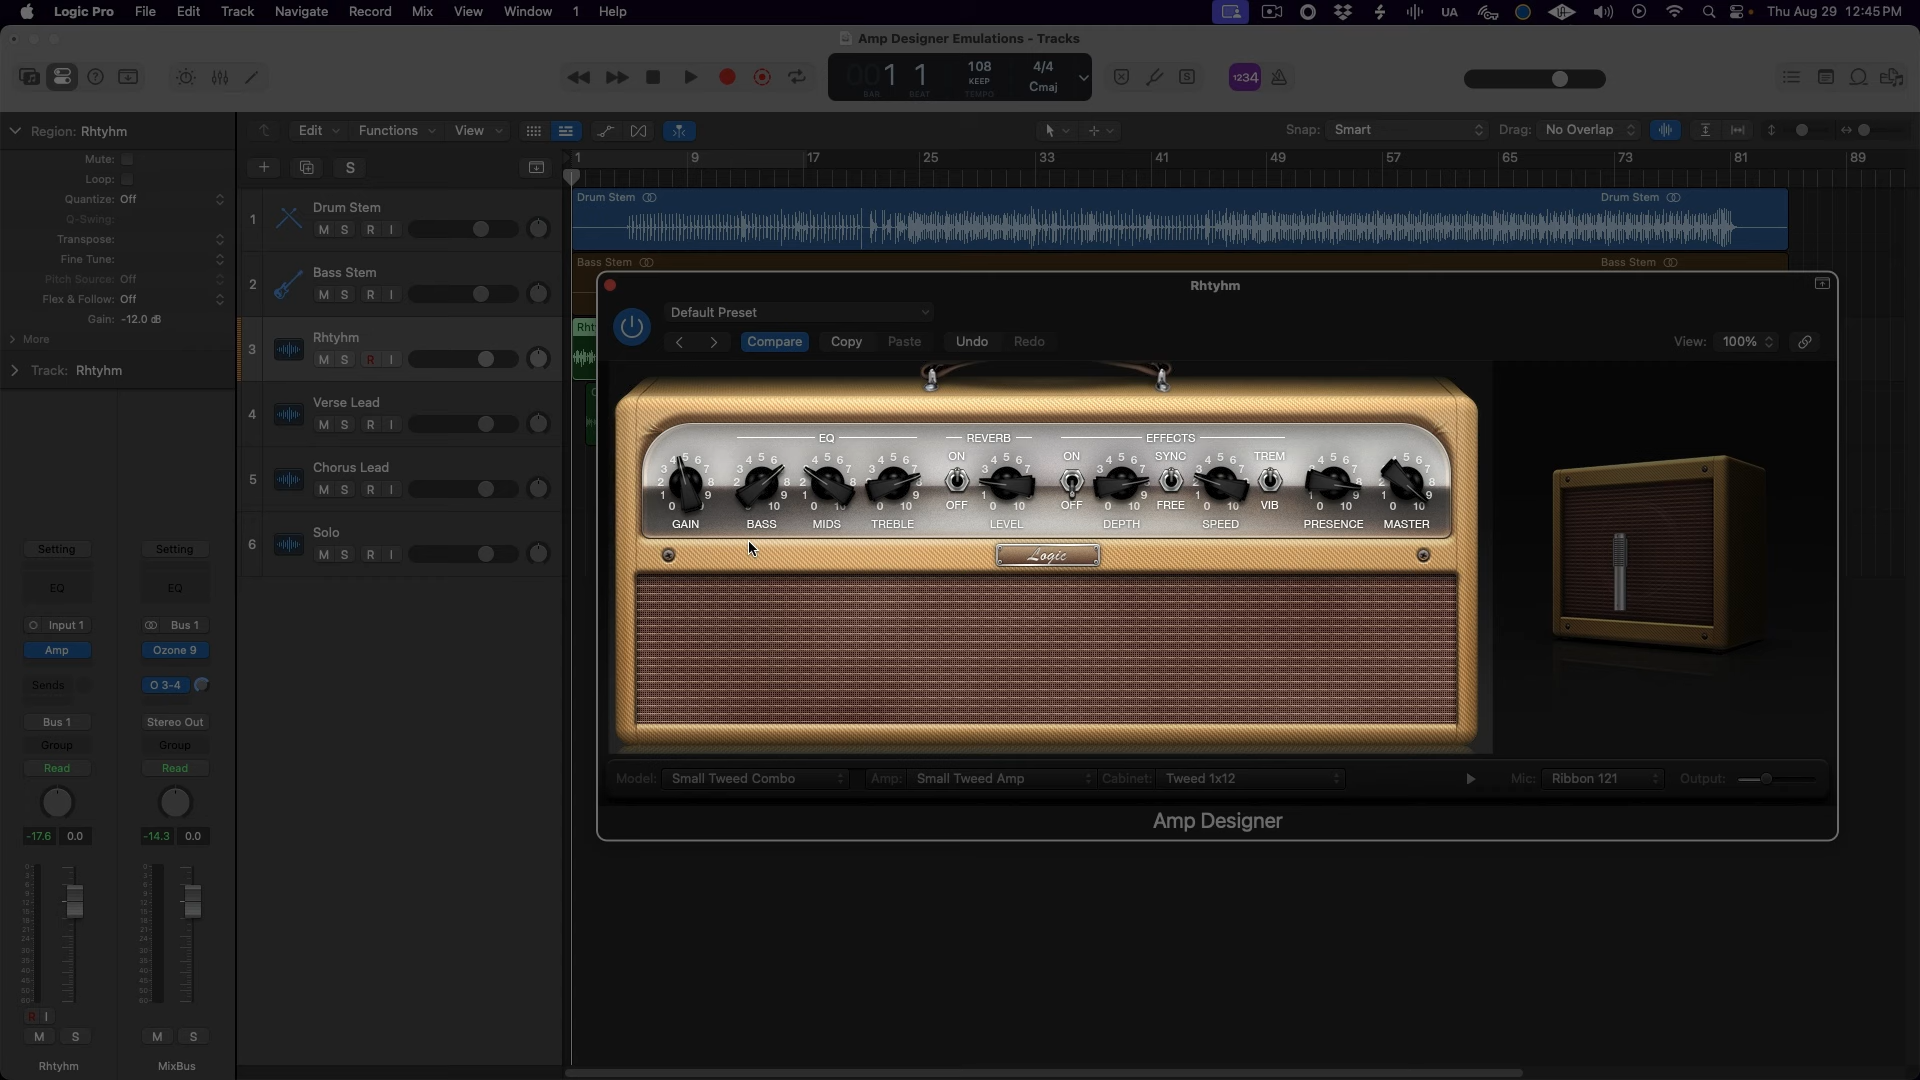 Logic Pro File Edit Track Navigate Record Mix View Window 1 Help UA Thu Aug 29 12:45 PM
Amp Designer Emulations - Tracks
001 1 108 KEEP 4/4 Cmaj 1234
BAR BEAT TEMPO
Region: Rhtyhm
Edit Functions View Snap: Smart Drag: No Overlap
Mute:
Loop:
Quantize: Off
Q-Swing:
Transpose:
Fine Tune:
Pitch Source: Off
Flex & Follow: Off
Gain: -12.0 dB
More
Track: Rhtyhm
S
1 9 17 25 33 41 49 57 65 73 81 89
1 Drum Stem
M S R I
2 Bass Stem
M S R I
3 Rhtyhm
M S R I
4 Verse Lead
M S R I
5 Chorus Lead
M S R I
6 Solo
M S R I
Drum Stem Drum Stem
Bass Stem Bass Stem
Rhtyhm
Default Preset
Compare Copy Paste Undo Redo View: 100%
EQ REVERB EFFECTS
ON ON SYNC TREM
OFF OFF FREE VIB
GAIN BASS MIDS TREBLE LEVEL DEPTH SPEED PRESENCE MASTER
Logic
Model: Small Tweed Combo Amp: Small Tweed Amp Cabinet: Tweed 1x12 Mic: Ribbon 121 Output:
Amp Designer
Setting Setting
EQ EQ
Input 1 Bus 1
Amp Ozone 9
Sends O 3-4
Bus 1 Stereo Out
Group Group
Read Read
-17.6 0.0 -14.3 0.0
R I
M S M S
Rhtyhm MixBus